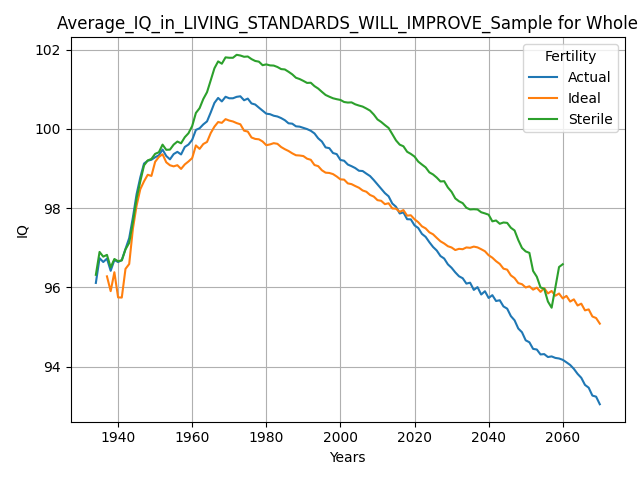 Average_IQ_in_LIVING_STANDARDS_WILL_IMPROVE_Sample for Whole
Fertility
Actual
Ideal
Sterile
102
100
98
96
94
IQ
1940
1960
1980
2000
2020
2040
2060
Years